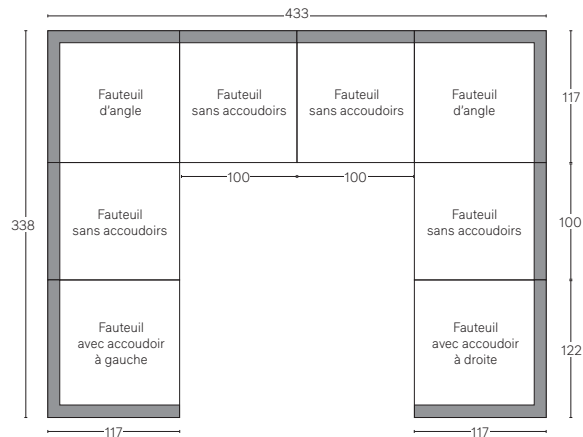 433
Fauteuil
d'angle
Fauteuil
sans accoudoirs
Fauteuil
sans accoudoirs
Fauteuil
d'angle
117
100
100
338
Fauteuil
sans accoudoirs
Fauteuil
sans accoudoirs
100
Fauteuil
avec accoudoir
à gauche
Fauteuil
avec accoudoir
à droite
122
117
117